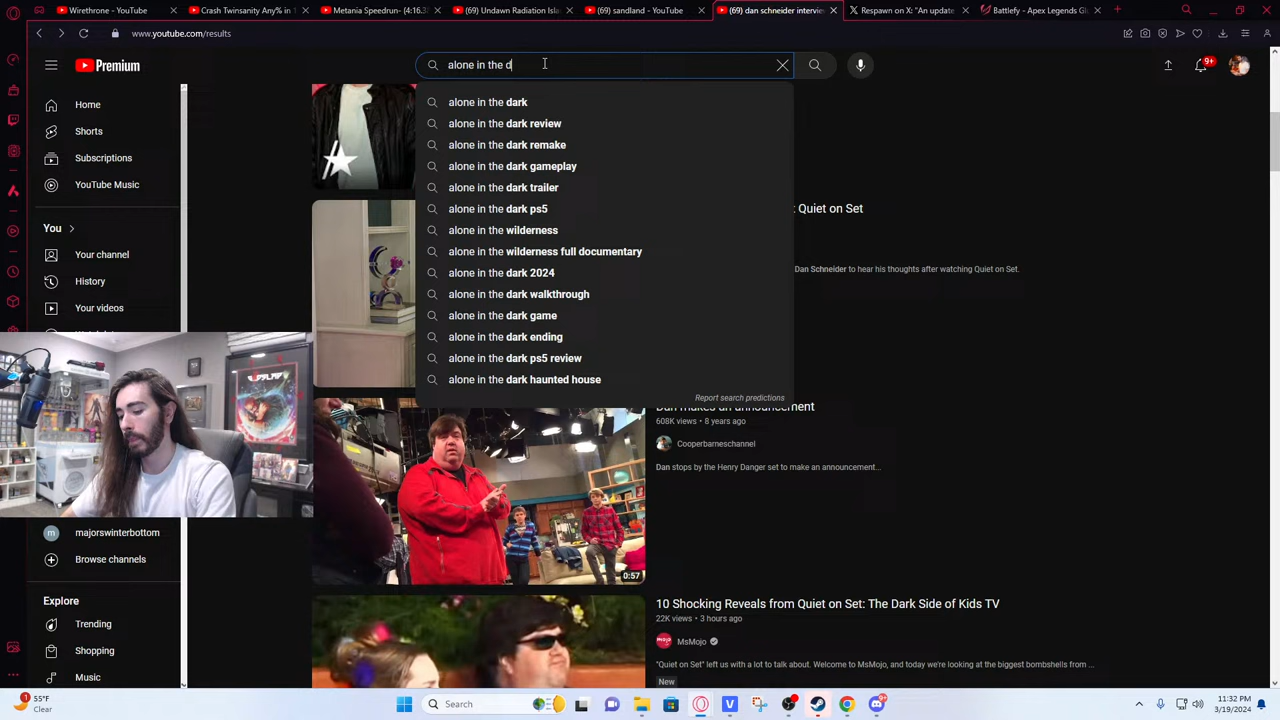 Wirethrone - YouTube
Crash Twinsanity Any% in 1
Metania Speedrun- (4:16.3
(69) Undawn Radiation Isl
(69) sandland - YouTube
(69) dan schneider interview
Respawn on X: "An update
Battlefy - Apex Legends Gl
www.youtube.com/results
Premium
alone in the d
9+
Home
Shorts
Subscriptions
YouTube Music
You
Your channel
History
Your videos
alone in the dark
alone in the dark review
alone in the dark remake
alone in the dark gameplay
alone in the dark trailer
alone in the dark ps5
alone in the wilderness
alone in the wilderness full documentary
alone in the dark 2024
alone in the dark walkthrough
alone in the dark game
alone in the dark ending
alone in the dark ps5 review
alone in the dark haunted house
Report search predictions
: Quiet on Set
Dan Schneider to hear his thoughts after watching Quiet on Set.
Dan makes an announcement
608K views • 8 years ago
Cooperbarneschannel
Dan stops by the Henry Danger set to make an announcement...
0:57
m
majorswinterbottom
Browse channels
Explore
Trending
Shopping
Music
10 Shocking Reveals from Quiet on Set: The Dark Side of Kids TV
22K views • 3 hours ago
MsMojo
"Quiet on Set" left us with a lot to talk about. Welcome to MsMojo, and today we're looking at the biggest bombshells from ...
New
1
55°F
Clear
Search
9+
11:32 PM
3/19/2024